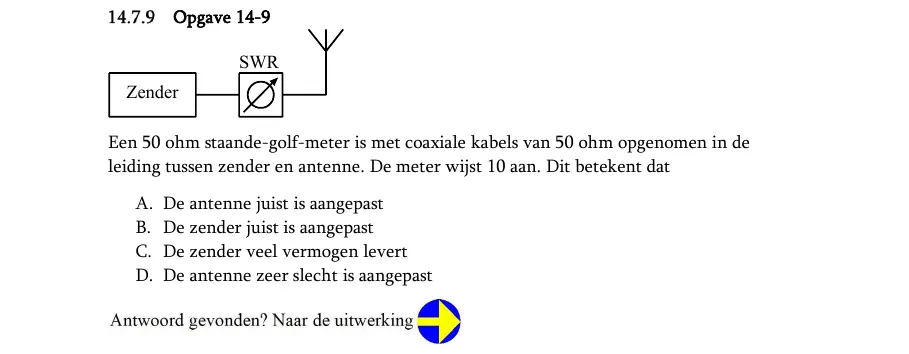 14.7.9 Opgave 14-9
SWR
Zender
Een 50 ohm staande-golf-meter is met coaxiale kabels van 50 ohm opgenomen in de
leiding tussen zender en antenne. De meter wijst 10 aan. Dit betekent dat
A. De antenne juist is aangepast
B. De zender juist is aangepast
C. De zender veel vermogen levert
D. De antenne zeer slecht is aangepast
Antwoord gevonden? Naar de uitwerking